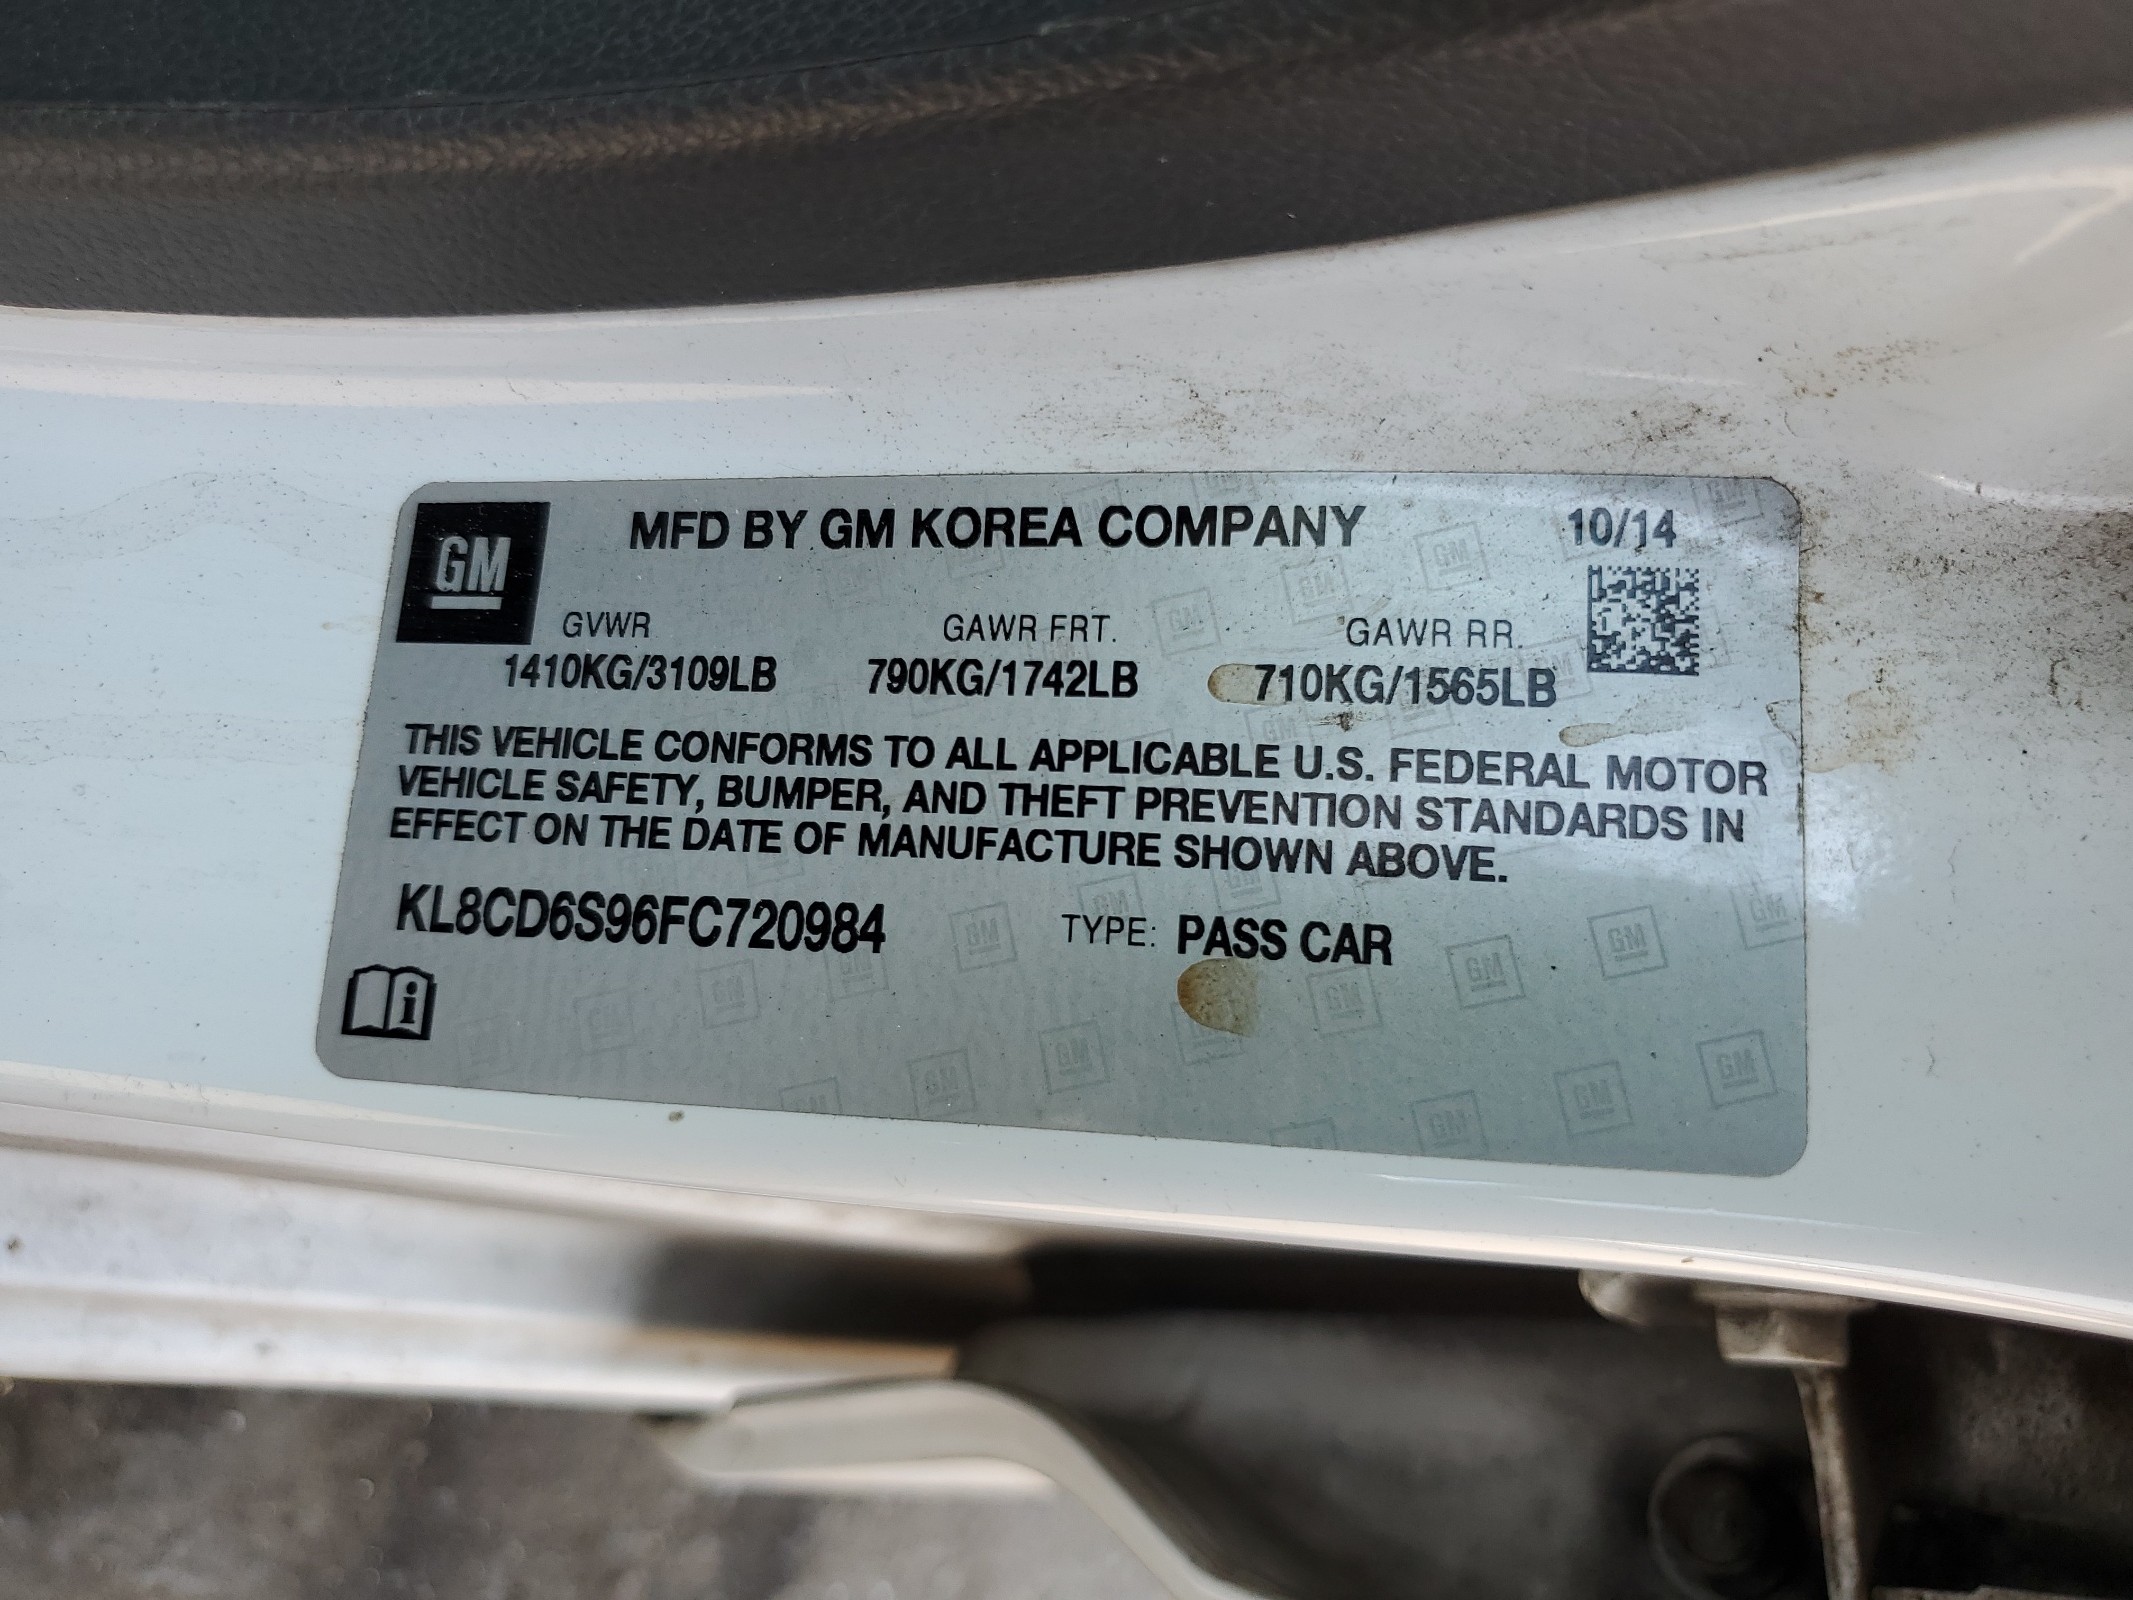 GM
MFD BY GM KOREA COMPANY 10/14
GVWR GAWR FRT. GAWR RR.
1410KG/3109LB 790KG/1742LB 710KG/1565LB
THIS VEHICLE CONFORMS TO ALL APPLICABLE U.S. FEDERAL MOTOR
VEHICLE SAFETY, BUMPER, AND THEFT PREVENTION STANDARDS IN
EFFECT ON THE DATE OF MANUFACTURE SHOWN ABOVE.
KL8CD6S96FC720984 TYPE: PASS CAR